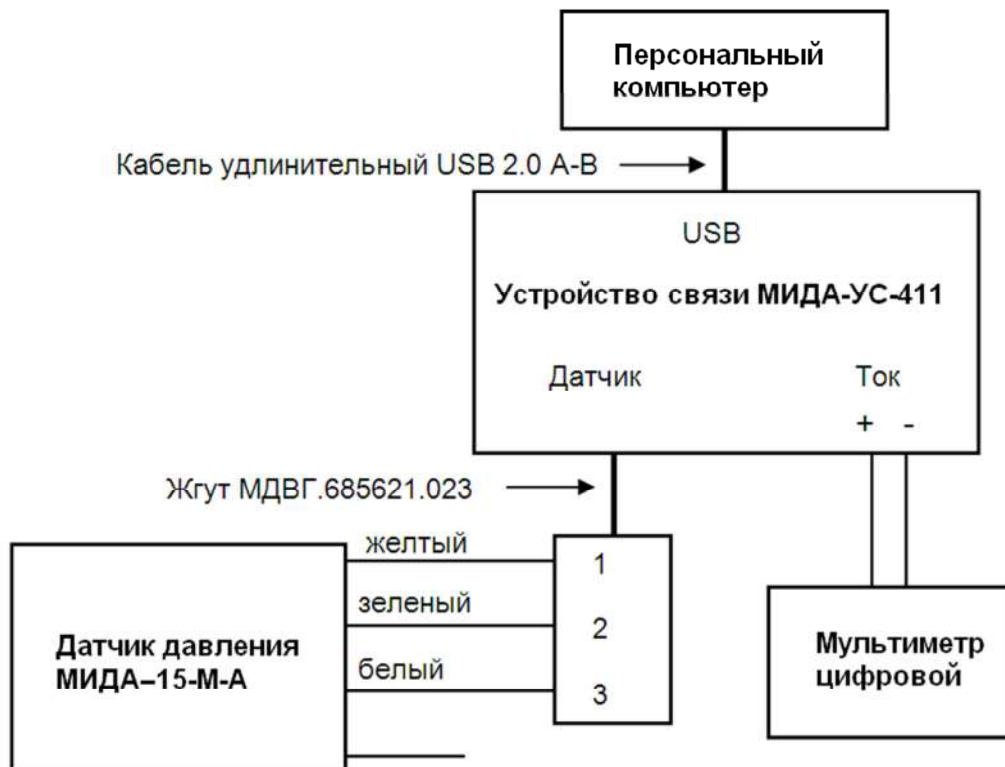 Персональный
компьютер
Кабель удлинительный USB 2.0 A-B
USB
Устройство связи МИДА-УС-411
Датчик Ток
+ -
Жгут МДВГ.685621.023
желтый
1
зеленый
2
Датчик давления
МИДА–15-М-А
белый
3
Мультиметр
цифровой